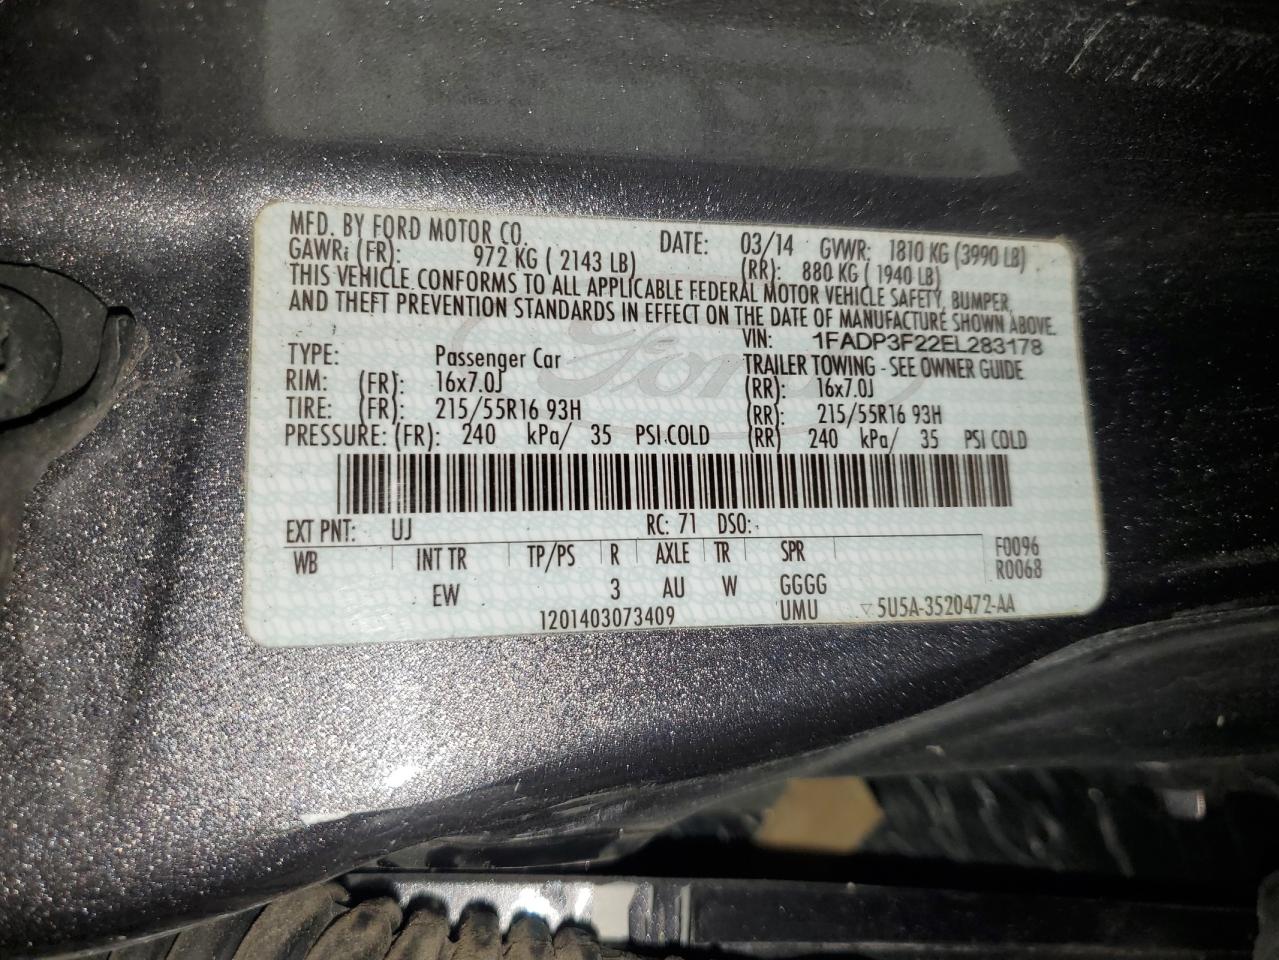 MFD. BY FORD MOTOR CO. DATE: 03/14 GVWR: 1810 KG (3990 LB)
GAWR: (FR): 972 KG ( 2143 LB) (RR): 880 KG ( 1940 LB)
THIS VEHICLE CONFORMS TO ALL APPLICABLE FEDERAL MOTOR VEHICLE SAFETY, BUMPER,
AND THEFT PREVENTION STANDARDS IN EFFECT ON THE DATE OF MANUFACTURE SHOWN ABOVE.
VIN: 1FADP3F22EL283178
TYPE: Passenger Car TRAILER TOWING - SEE OWNER GUIDE
RIM: (FR): 16x7.0J (RR): 16x7.0J
TIRE: (FR): 215/55R16 93H (RR): 215/55R16 93H
PRESSURE: (FR): 240 kPa/ 35 PSI.COLD (RR) 240 kPa/ 35 PSI COLD
Ford
EXT PNT: UJ RC: 71 DSO:
WB INT TR TP/PS R AXLE TR SPR F0096
R0068
EW 3 AU W GGGG
1201403073409 UMU ▽5U5A-3520472-AA